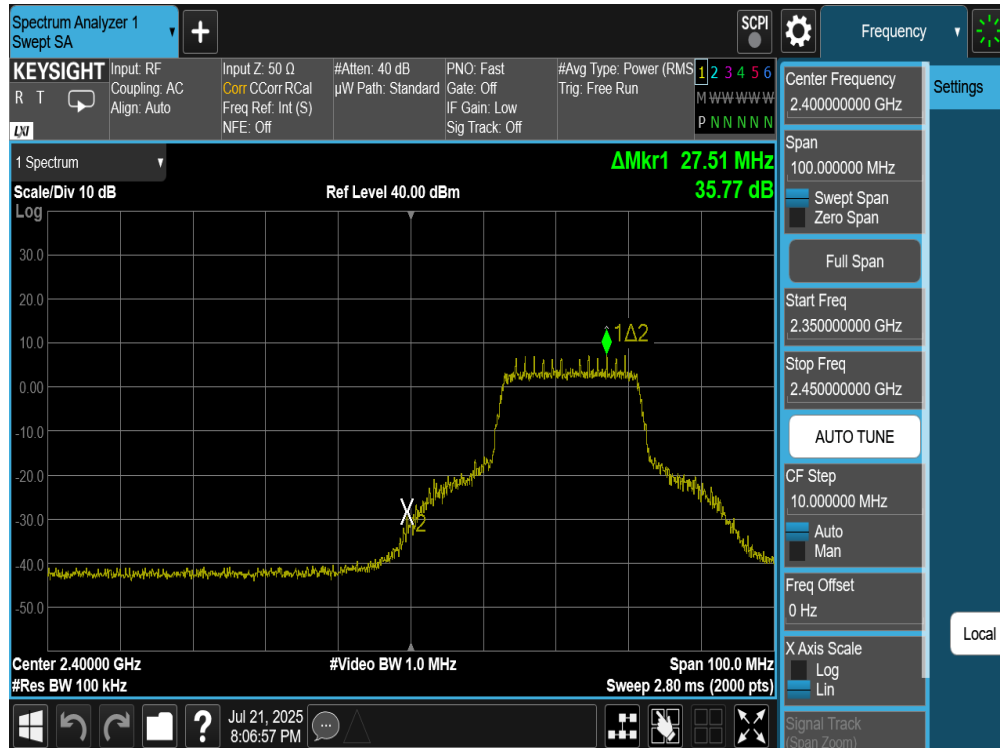 Spectrum Analyzer 1
Swept SA
+
SCPI
Frequency
KEYSIGHT
R T
LXI
Input: RF
Coupling: AC
Align: Auto
Input Z: 50 Ω
Corr CCorr RCal
Freq Ref: Int (S)
NFE: Off
#Atten: 40 dB
µW Path: Standard
PNO: Fast
Gate: Off
IF Gain: Low
Sig Track: Off
#Avg Type: Power (RMS
Trig: Free Run
1 2 3 4 5 6
M W W W W W
P N N N N N
1 Spectrum
Scale/Div 10 dB
Ref Level 40.00 dBm
ΔMkr1 27.51 MHz
35.77 dB
Log
30.0
20.0
10.0
0.00
-10.0
-20.0
-30.0
-40.0
-50.0
1Δ2
X
2
Center 2.40000 GHz
#Video BW 1.0 MHz
Span 100.0 MHz
#Res BW 100 kHz
Sweep 2.80 ms (2000 pts)
Center Frequency
2.400000000 GHz
Span
100.000000 MHz
Swept Span
Zero Span
Full Span
Start Freq
2.350000000 GHz
Stop Freq
2.450000000 GHz
AUTO TUNE
CF Step
10.000000 MHz
Auto
Man
Freq Offset
0 Hz
X Axis Scale
Log
Lin
Signal Track
(Span Zoom)
Settings
Local
?
Jul 21, 2025
8:06:57 PM